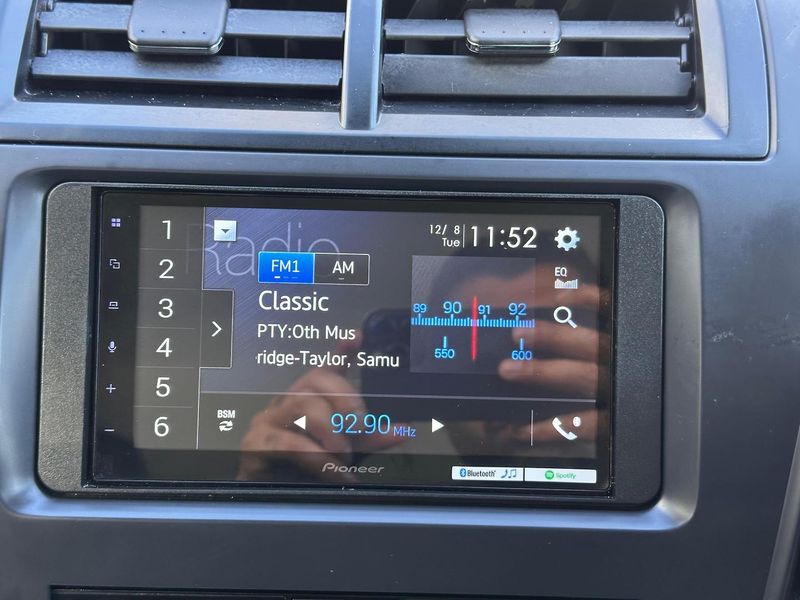 Radio
12/ 8
Tue
11:52
1
2
3
4
5
6
FM1
AM
Classic
PTY:Oth Mus
ridge-Taylor, Samu
89 90 91 92
550 600
EQ
BSM
92.90 MHz
+
−
Pioneer
Bluetooth
Spotify